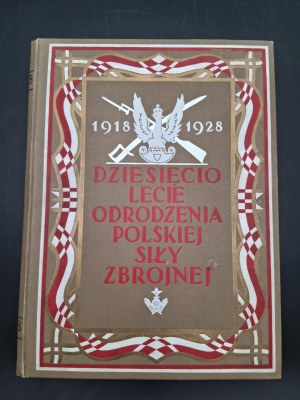 1918 1928
DZIESIĘCIO
LECIE
ODRODZENIA
POLSKIEJ
SIŁY
ZBROJNEJ